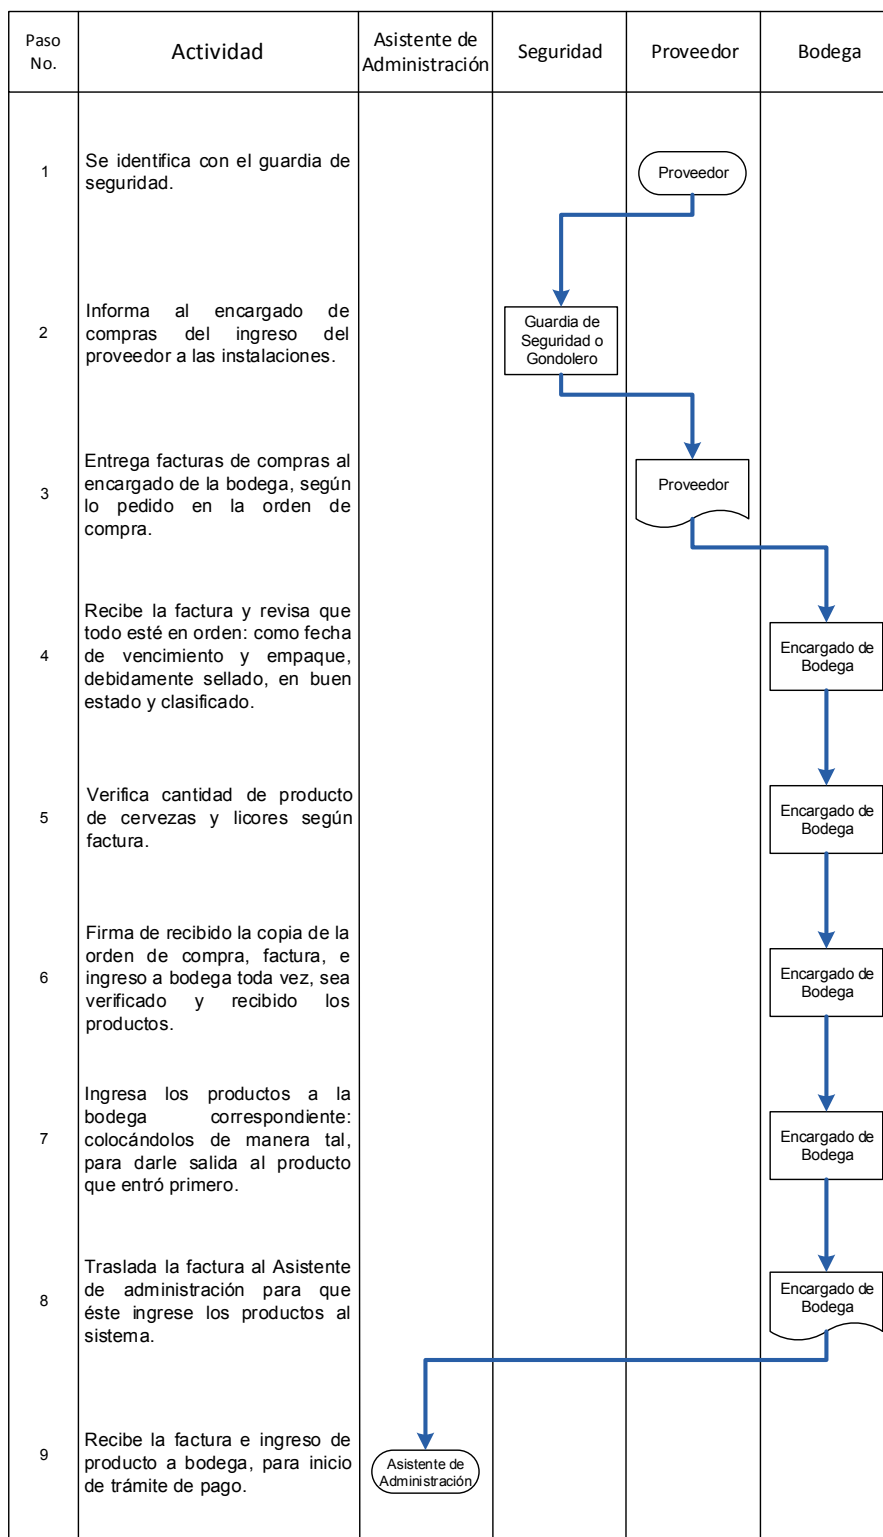 Paso
No.
Actividad
Asistente de
Administración
Seguridad
Proveedor
Bodega
1
Se identifica con el guardia de
seguridad.
Proveedor
2
Informa al encargado de
compras del ingreso del
proveedor a las instalaciones.
Guardia de
Seguridad o
Gondolero
3
Entrega facturas de compras al
encargado de la bodega, según
lo pedido en la orden de
compra.
Proveedor
4
Recibe la factura y revisa que
todo esté en orden: como fecha
de vencimiento y empaque,
debidamente sellado, en buen
estado y clasificado.
Encargado de
Bodega
5
Verifica cantidad de producto
de cervezas y licores según
factura.
Encargado de
Bodega
6
Firma de recibido la copia de la
orden de compra, factura, e
ingreso a bodega toda vez, sea
verificado y recibido los
productos.
Encargado de
Bodega
7
Ingresa los productos a la
bodega correspondiente:
colocándolos de manera tal,
para darle salida al producto
que entró primero.
Encargado de
Bodega
8
Traslada la factura al Asistente
de administración para que
éste ingrese los productos al
sistema.
Encargado de
Bodega
9
Recibe la factura e ingreso de
producto a bodega, para inicio
de trámite de pago.
Asistente de
Administración